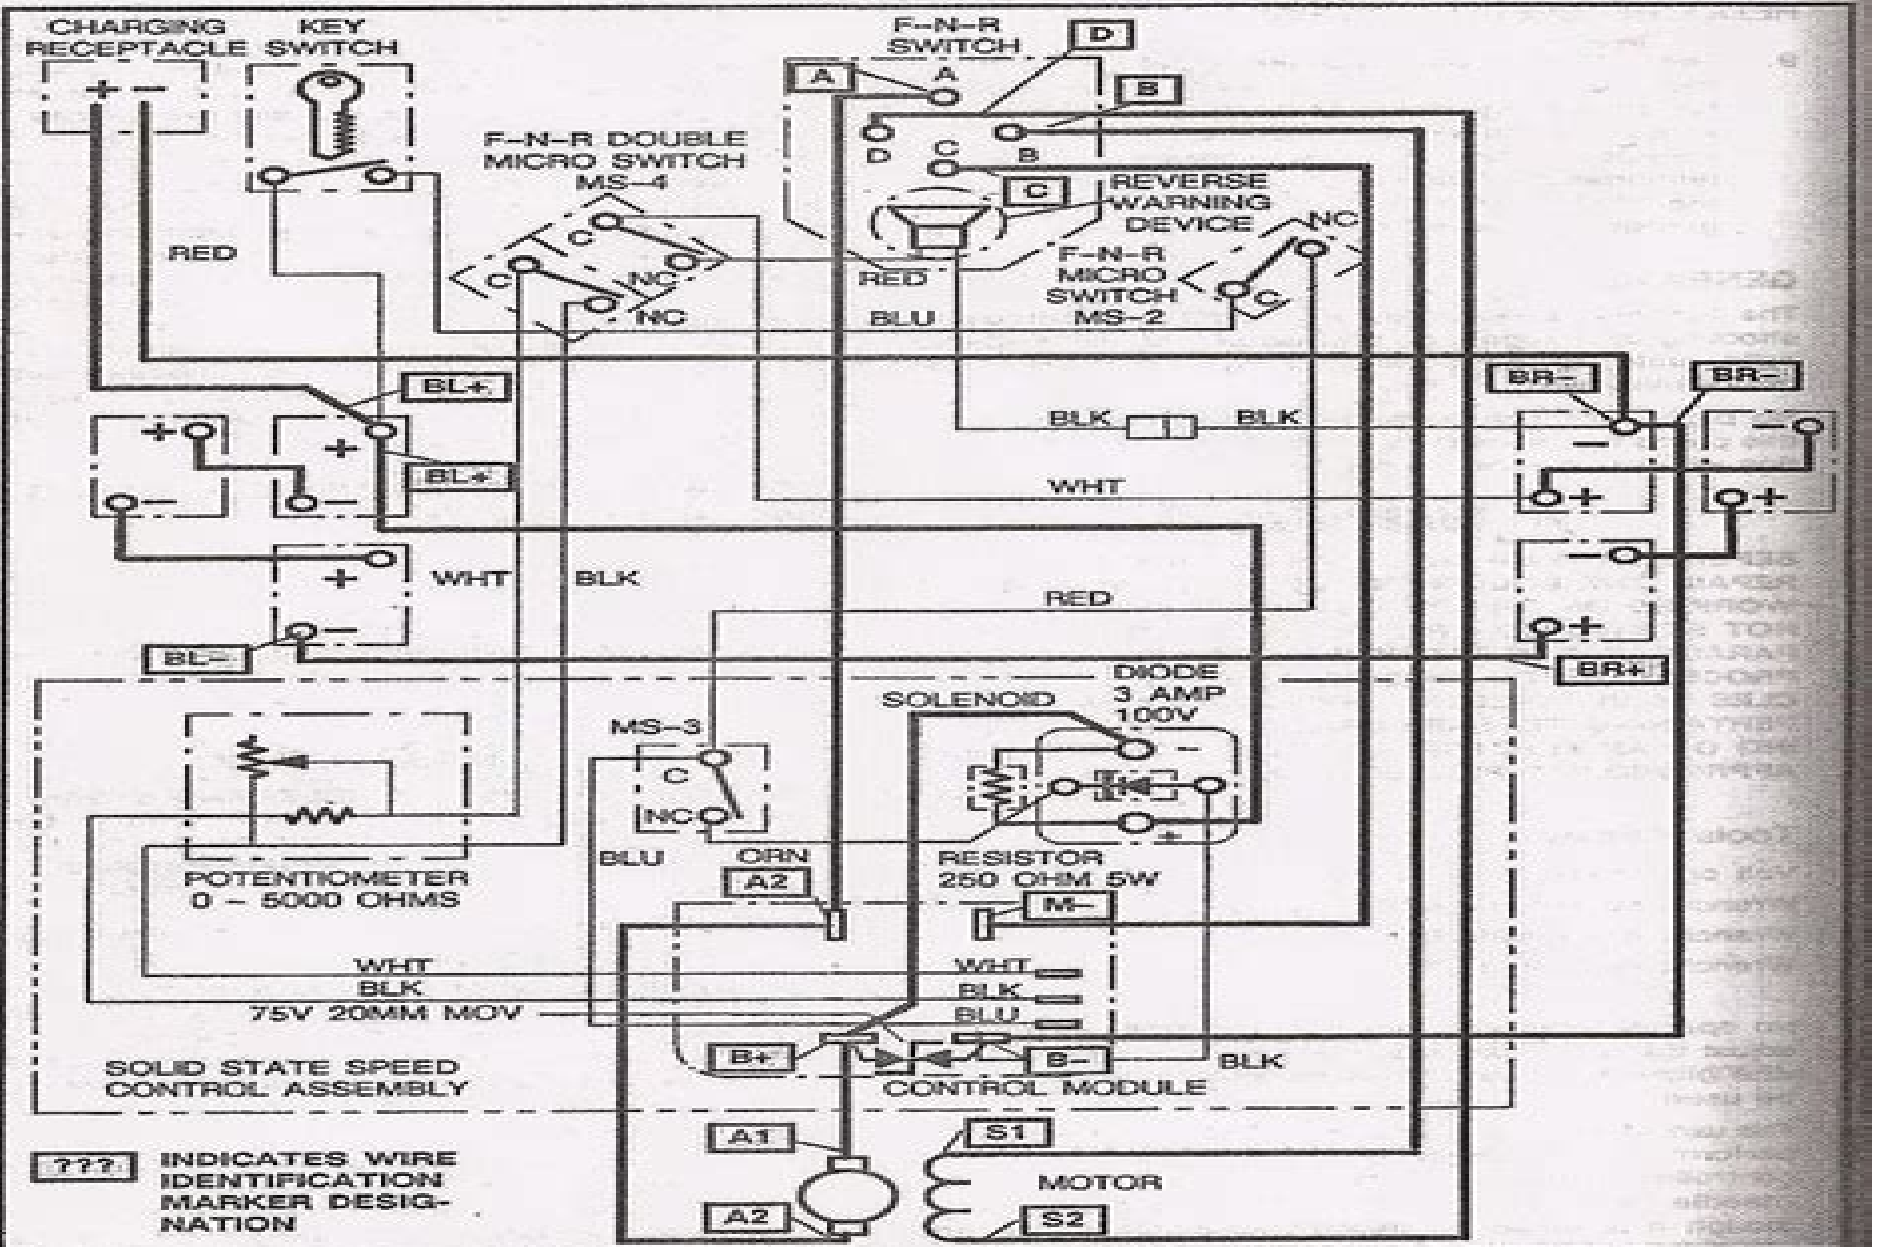 CHARGING
RECEPTACLE
KEY
SWITCH
F-N-R
SWITCH
D
A
A
B
+ -
F-N-R DOUBLE
MICRO SWITCH
MS-4
D
C
B
C
REVERSE
WARNING
DEVICE
NC
RED
C
C
NC
NC
RED
F-N-R
MICRO
SWITCH
MS-2
C
BLU
BL+
BR-
BR-
BLK
BLK
+
+
-
-
BL+
WHT
-
-
+
+
+
WHT
BLK
-
RED
-
+
BL-
BR+
DIODE
3 AMP
100V
SOLENOID
MS-3
-
C
NC
+
BLU
ORN
RESISTOR
250 OHM 5W
A2
M-
POTENTIOMETER
0 - 5000 OHMS
WHT
WHT
BLK
BLK
75V 20MM MOV
BLU
B+
B-
BLK
SOLID STATE SPEED
CONTROL ASSEMBLY
CONTROL MODULE
A1
S1
???
INDICATES WIRE
IDENTIFICATION
MARKER DESIG-
NATION
MOTOR
A2
S2